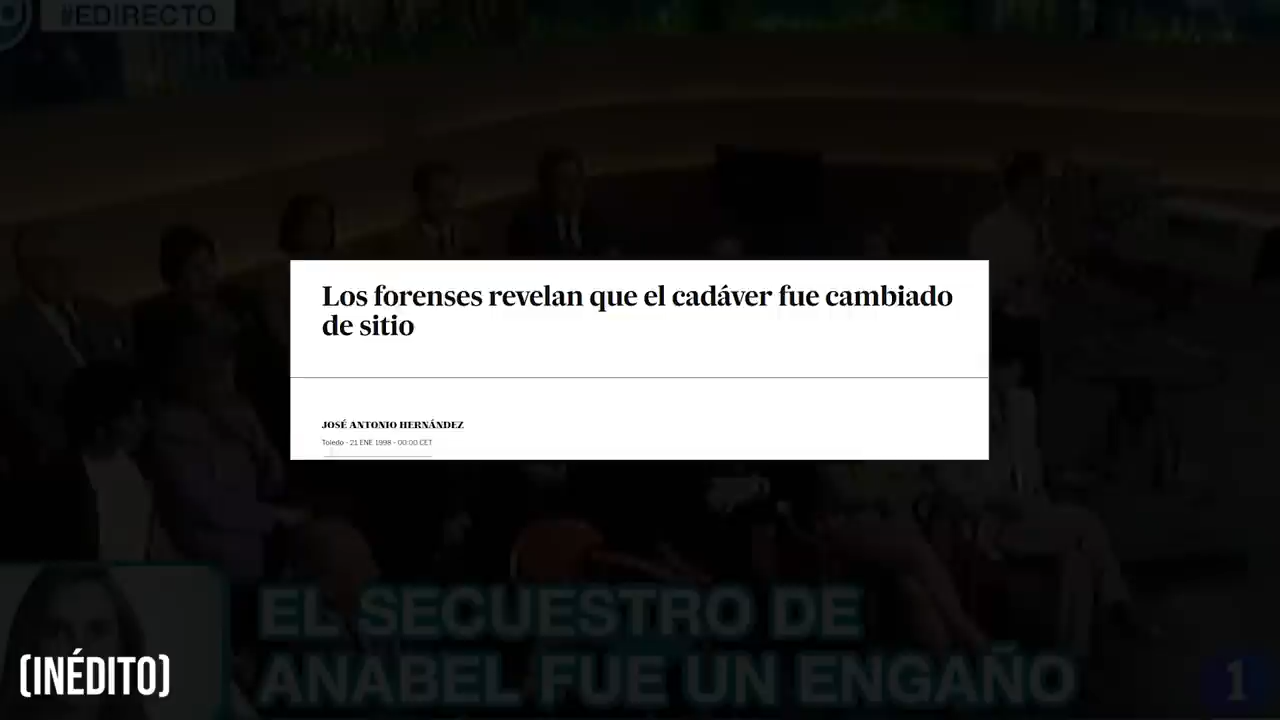 #EDIRECTO
Los forenses revelan que el cadáver fue cambiado
de sitio
JOSÉ ANTONIO HERNÁNDEZ
Toledo - 21 ENE 1998 - 00:00 CET
EL SECUESTRO DE
ANABEL FUE UN ENGAÑO
(INÉDITO)
1